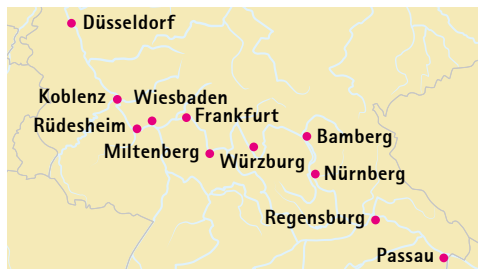 Düsseldorf
Koblenz
Wiesbaden
Frankfurt
Rüdesheim
Bamberg
Miltenberg
Würzburg
Nürnberg
Regensburg
Passau